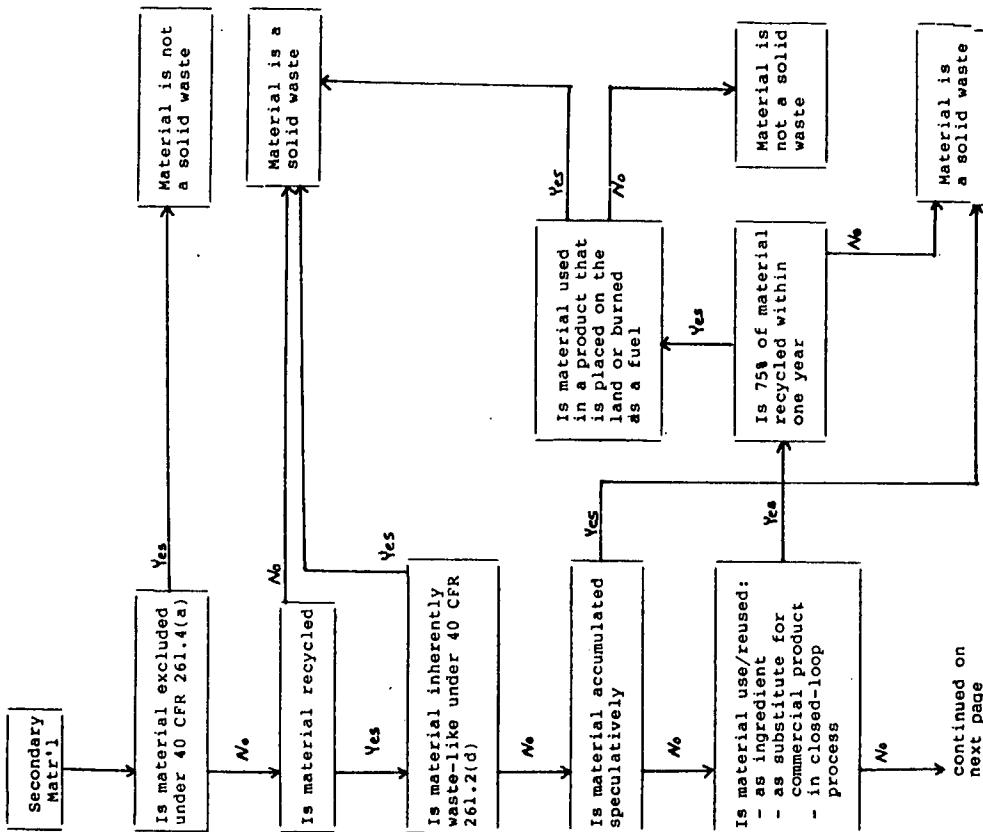 Secondary
Matr'l
Is material excluded
under 40 CFR 261.4(a)
Yes
Material is not
a solid waste
No
Is material recycled
No
Material is a
solid waste
Yes
Is material inherently
waste-like under 40 CFR
261.2(d)
Yes
No
Is material accumulated
speculatively
Yes
Material is
a solid waste
No
Is material use/reused:
- as ingredient
- as substitute for
commercial product
- in closed-loop
process
Yes
Is 75% of material
recycled within
one year
No
Yes
Is material used
in a product that
is placed on the
land or burned
as a fuel
Yes
No
Material is
not a solid
waste
No
continued on
next page